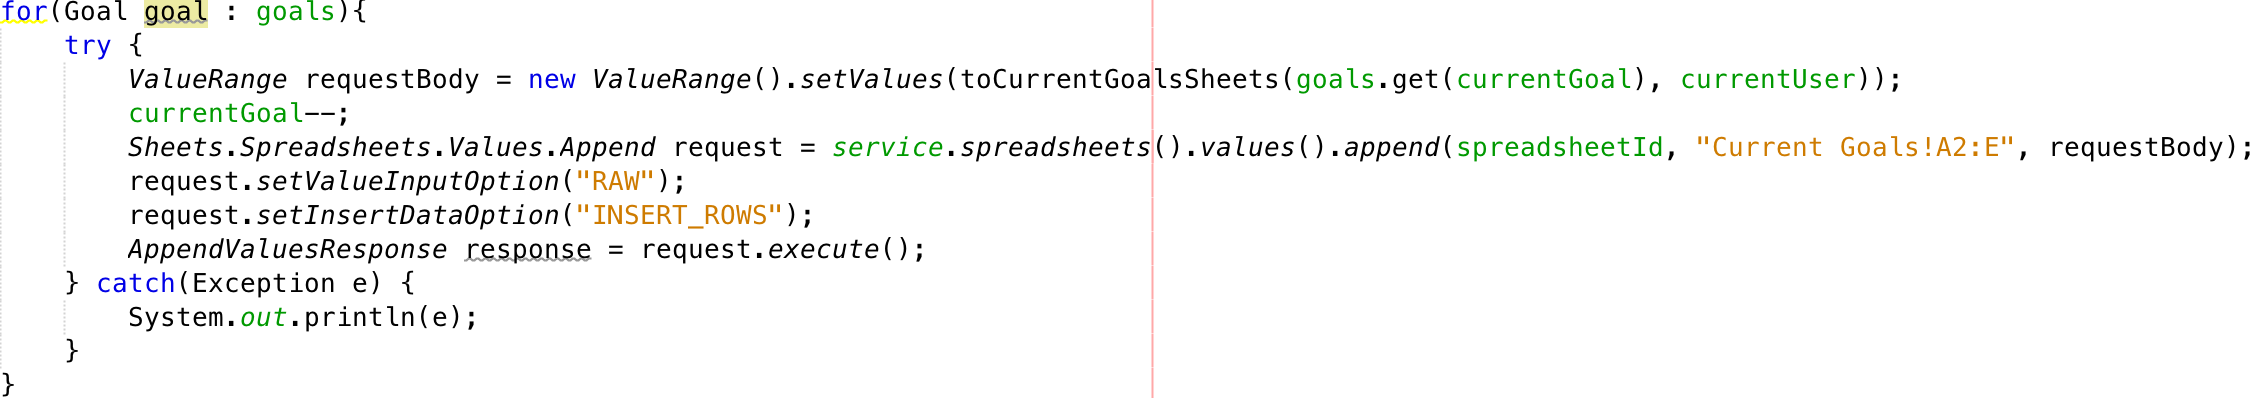 for(Goal goal : goals){
    try {
        ValueRange requestBody = new ValueRange().setValues(toCurrentGoalsSheets(goals.get(currentGoal), currentUser));
        currentGoal--;
        Sheets.Spreadsheets.Values.Append request = service.spreadsheets().values().append(spreadsheetId, "Current Goals!A2:E", requestBody);
        request.setValueInputOption("RAW");
        request.setInsertDataOption("INSERT_ROWS");
        AppendValuesResponse response = request.execute();
    } catch(Exception e) {
        System.out.println(e);
    }
}